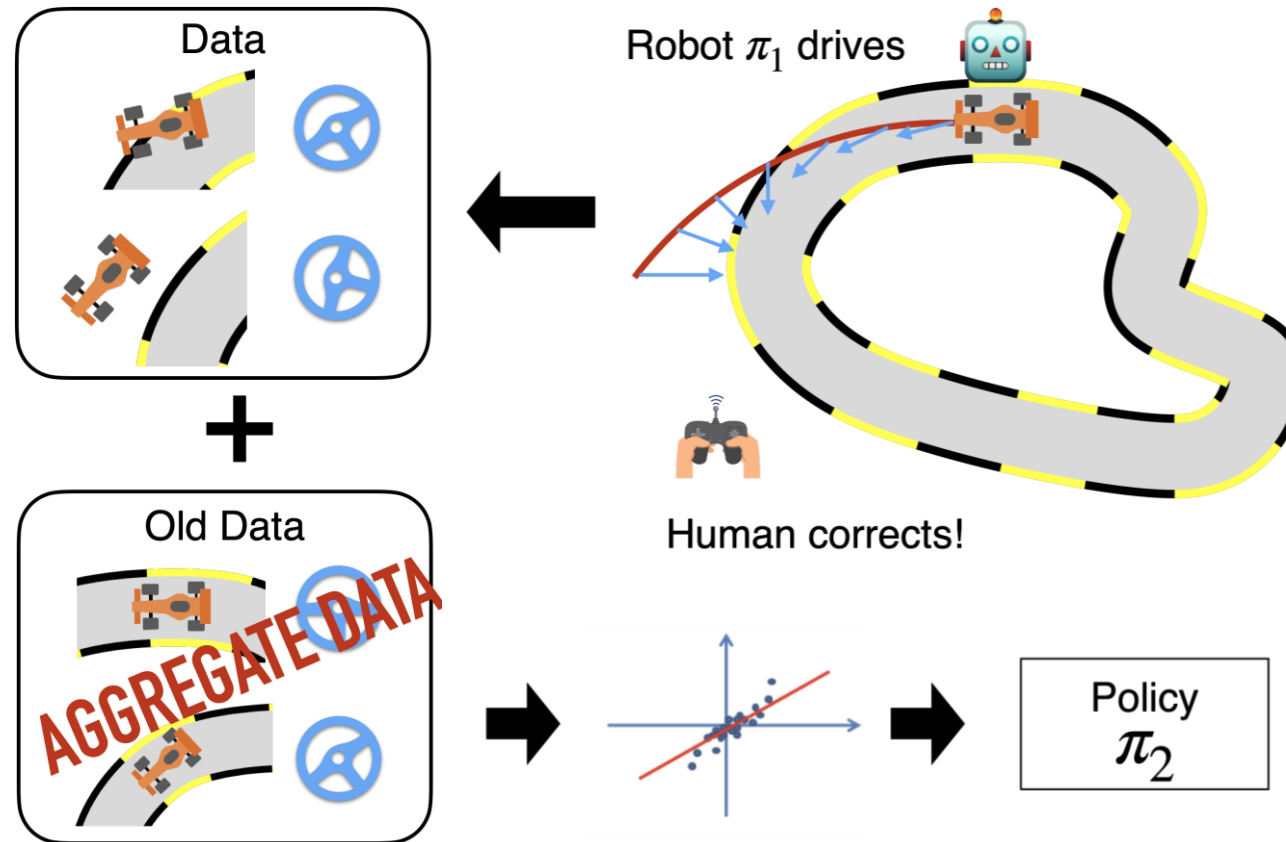 Data
Robot π₁ drives
Human corrects!
Old Data
AGGREGATE DATA
Policy
π₂